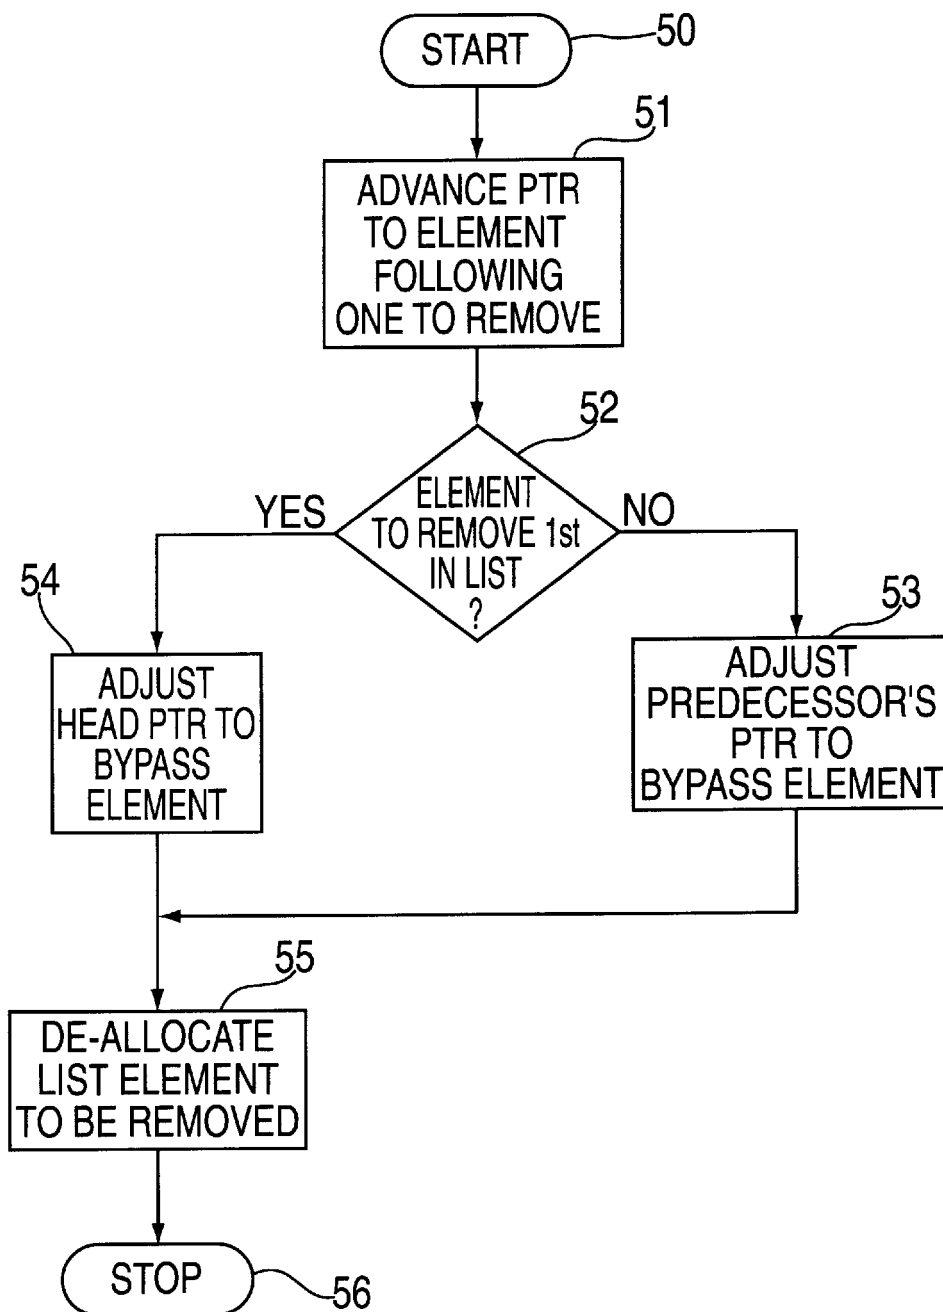 START
50
51
ADVANCE PTR
TO ELEMENT
FOLLOWING
ONE TO REMOVE
52
ELEMENT
TO REMOVE 1st
IN LIST
?
YES
NO
54
ADJUST
HEAD PTR TO
BYPASS
ELEMENT
53
ADJUST
PREDECESSOR'S
PTR TO
BYPASS ELEMENT
55
DE-ALLOCATE
LIST ELEMENT
TO BE REMOVED
STOP
56